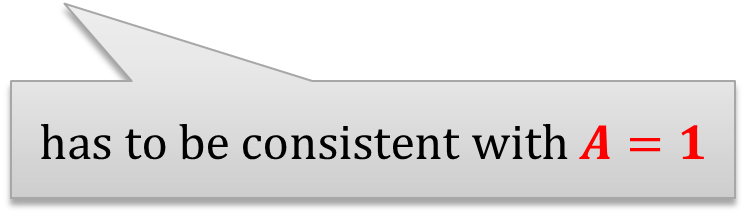 has to be consistent with A = 1